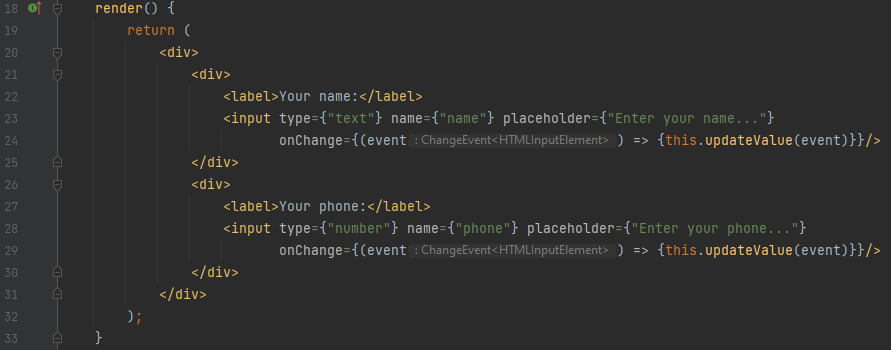 18 render() {
19 return (
20 <div>
21 <div>
22 <label>Your name:</label>
23 <input type={"text"} name={"name"} placeholder={"Enter your name..."}
24 onChange={(event : ChangeEvent<HTMLInputElement> ) => {this.updateValue(event)}}/>
25 </div>
26 <div>
27 <label>Your phone:</label>
28 <input type={"number"} name={"phone"} placeholder={"Enter your phone..."}
29 onChange={(event : ChangeEvent<HTMLInputElement> ) => {this.updateValue(event)}}/>
30 </div>
31 </div>
32 );
33 }